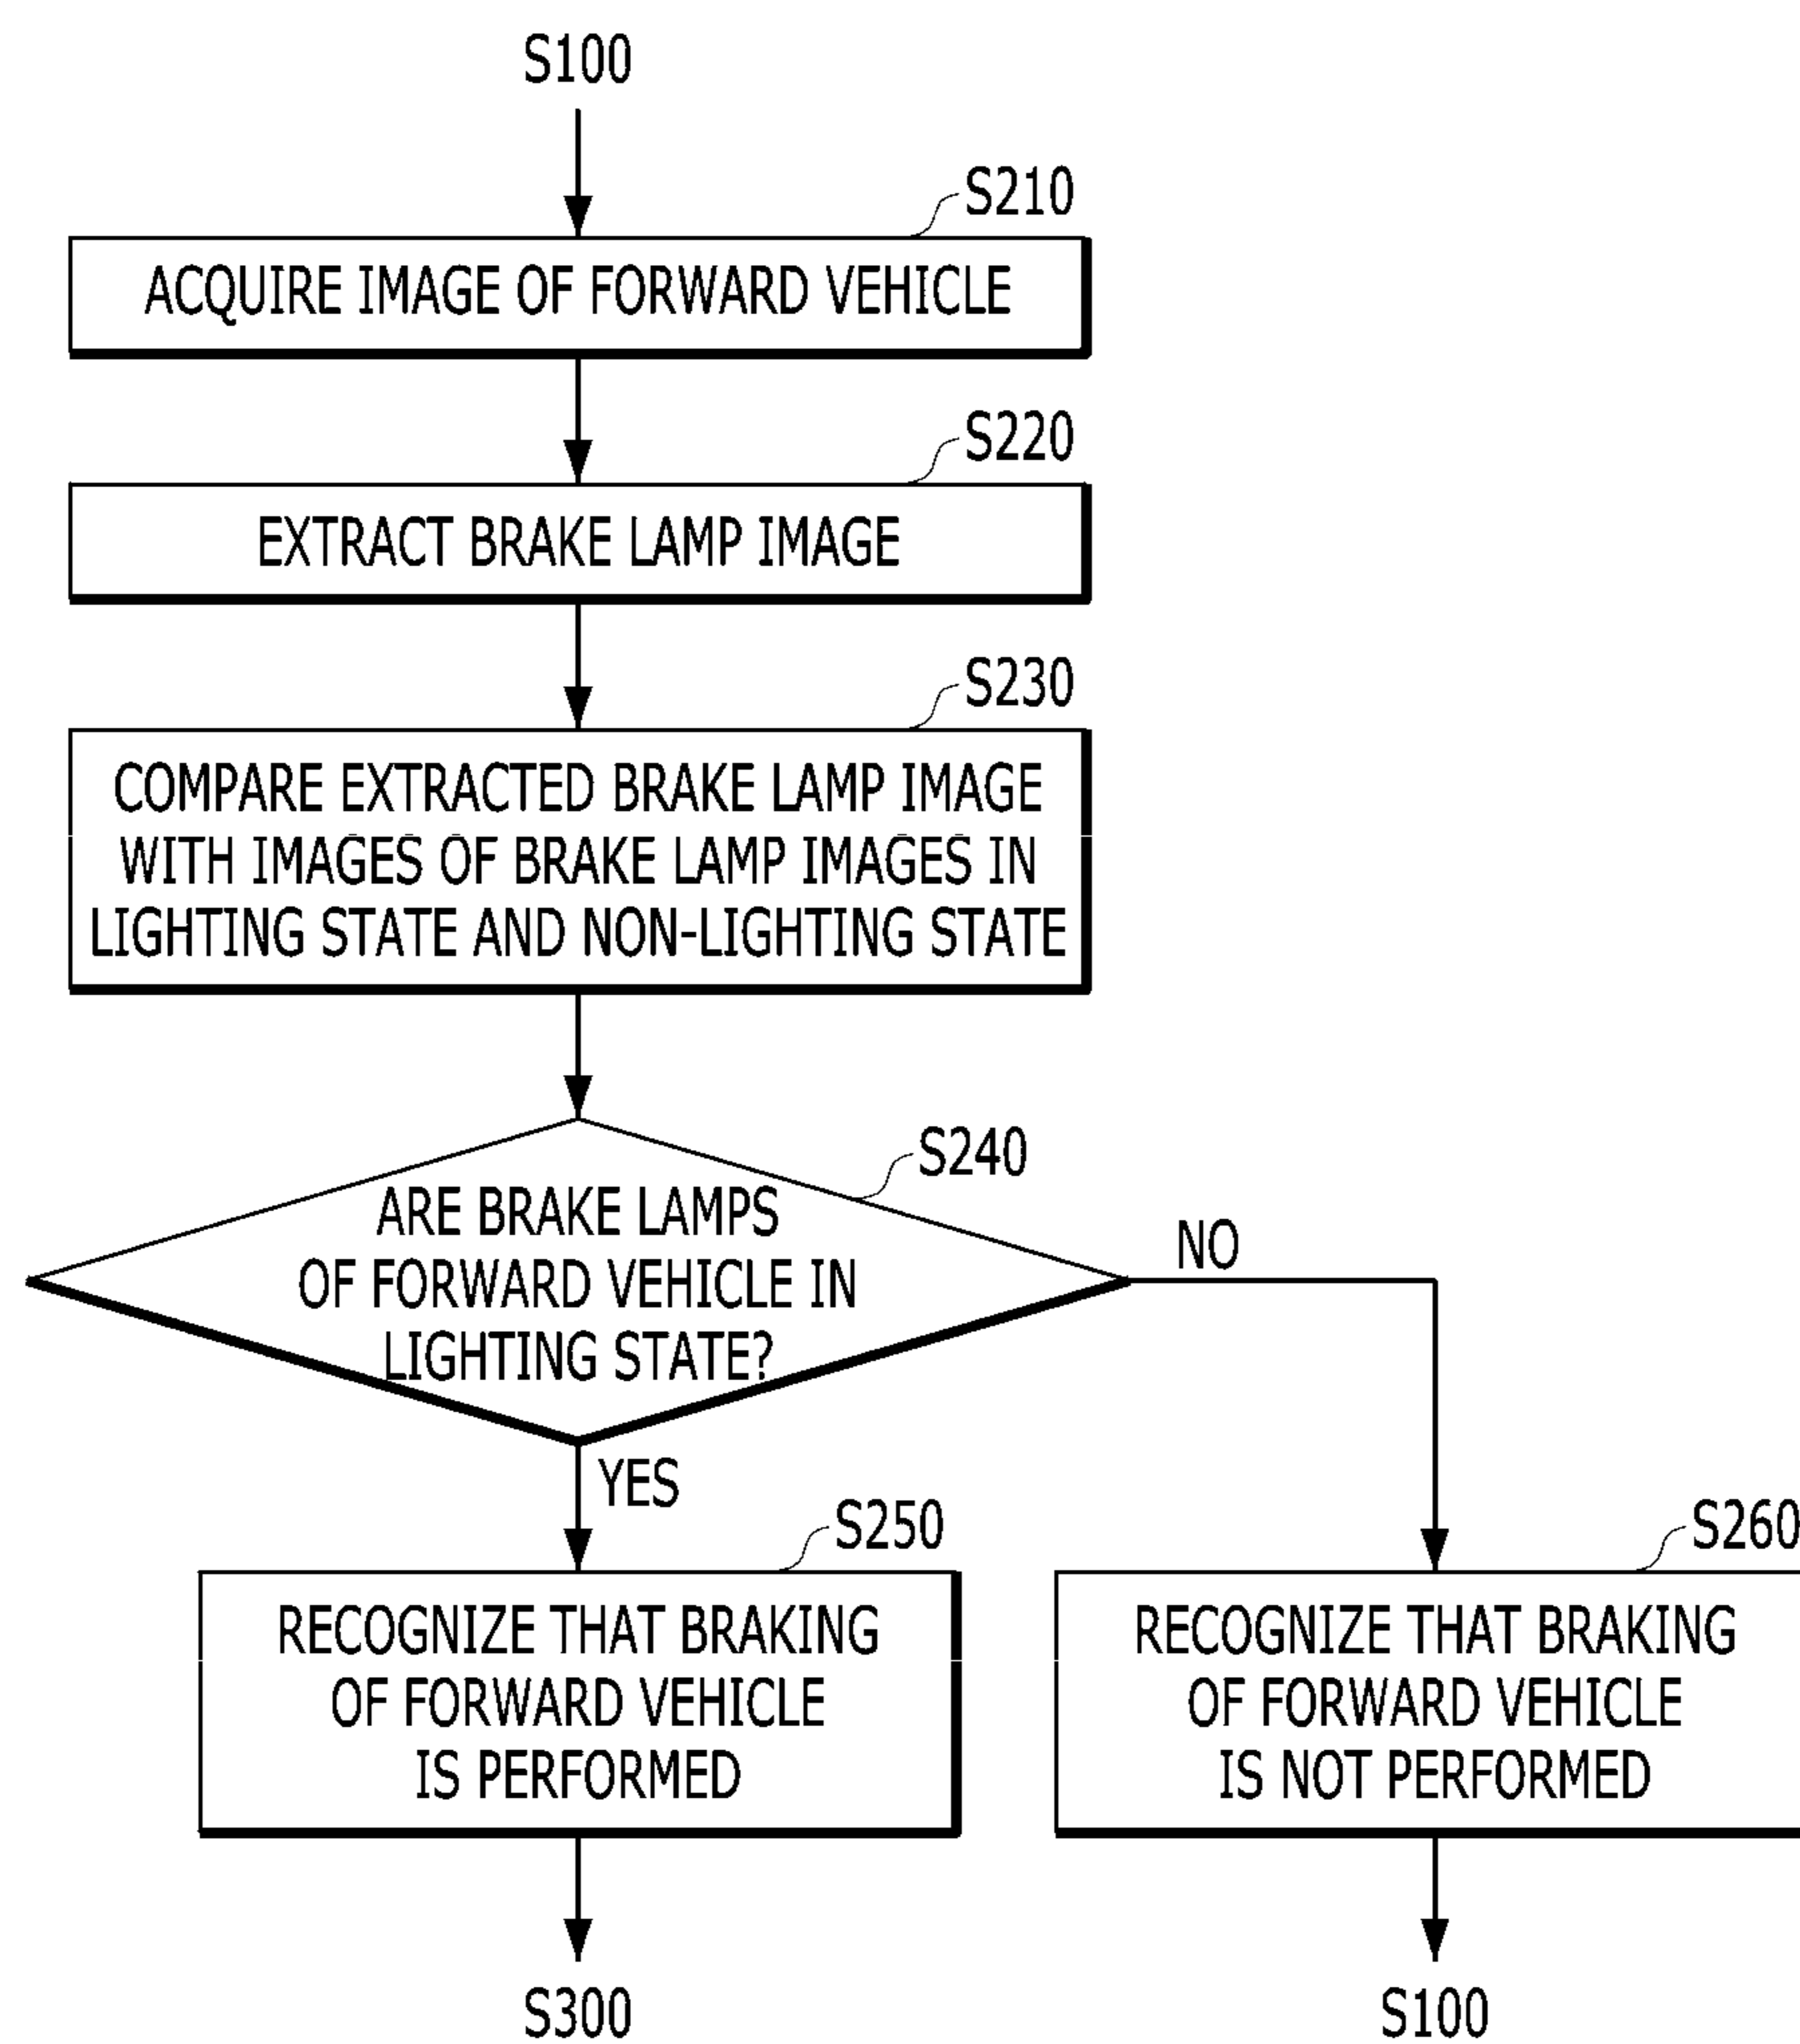 S100
S210
ACQUIRE IMAGE OF FORWARD VEHICLE
S220
EXTRACT BRAKE LAMP IMAGE
S230
COMPARE EXTRACTED BRAKE LAMP IMAGE
WITH IMAGES OF BRAKE LAMP IMAGES IN
LIGHTING STATE AND NON-LIGHTING STATE
S240
ARE BRAKE LAMPS
OF FORWARD VEHICLE IN
LIGHTING STATE?
NO
YES
S250
RECOGNIZE THAT BRAKING
OF FORWARD VEHICLE
IS PERFORMED
S260
RECOGNIZE THAT BRAKING
OF FORWARD VEHICLE
IS NOT PERFORMED
S300
S100